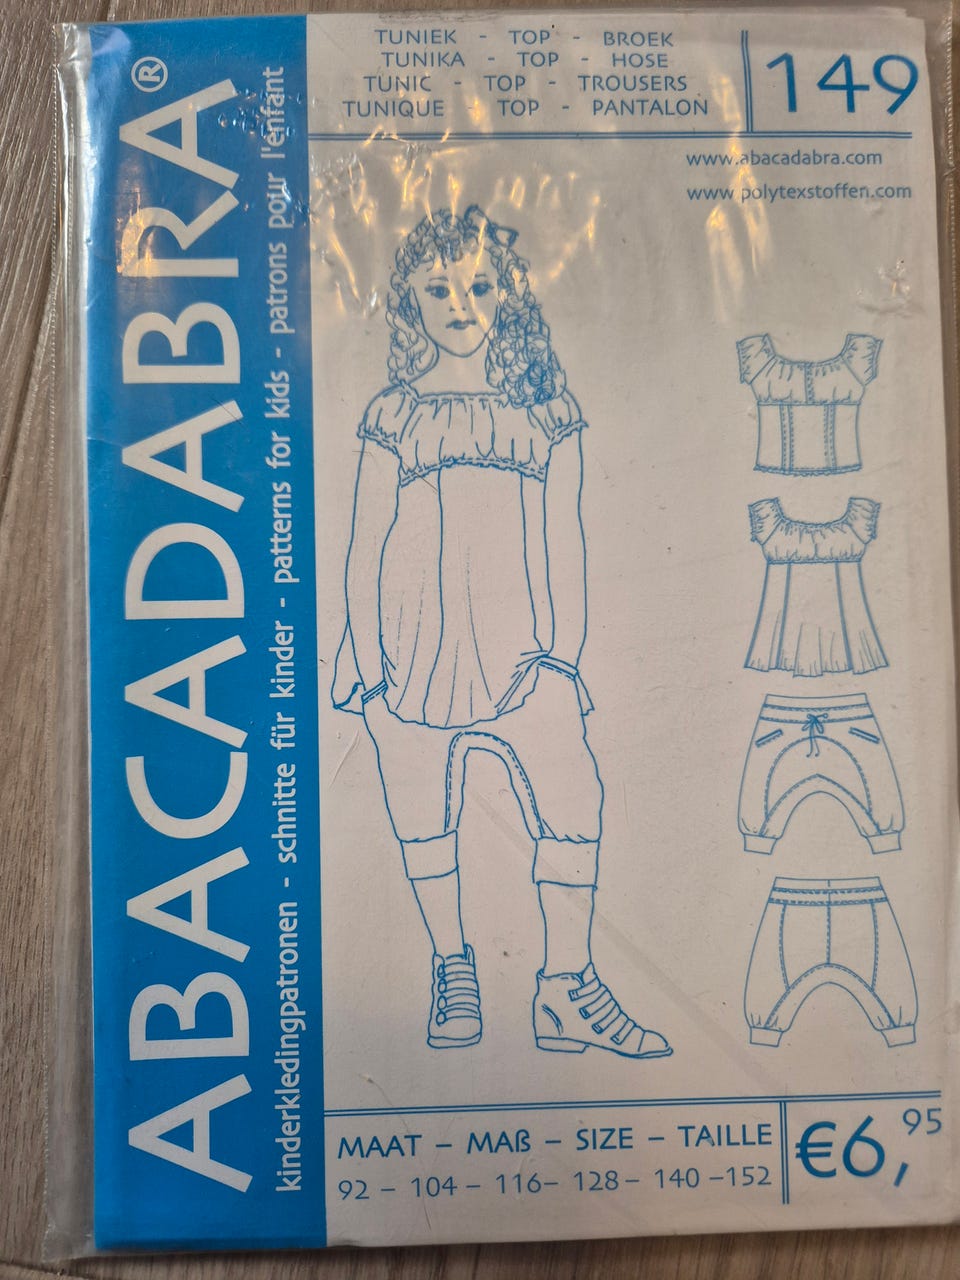 ABACADABRA®
kinderkledingpatronen - schnitte für kinder - patterns for kids - patrons pour l'enfant
TUNIEK - TOP - BROEK
TUNIKA - TOP - HOSE
TUNIC - TOP - TROUSERS
TUNIQUE - TOP - PANTALON
149
www.abacadabra.com
www.polytexstoffen.com
MAAT – MAß – SIZE – TAILLE
92 – 104 – 116– 128 – 140 –152
€6,95